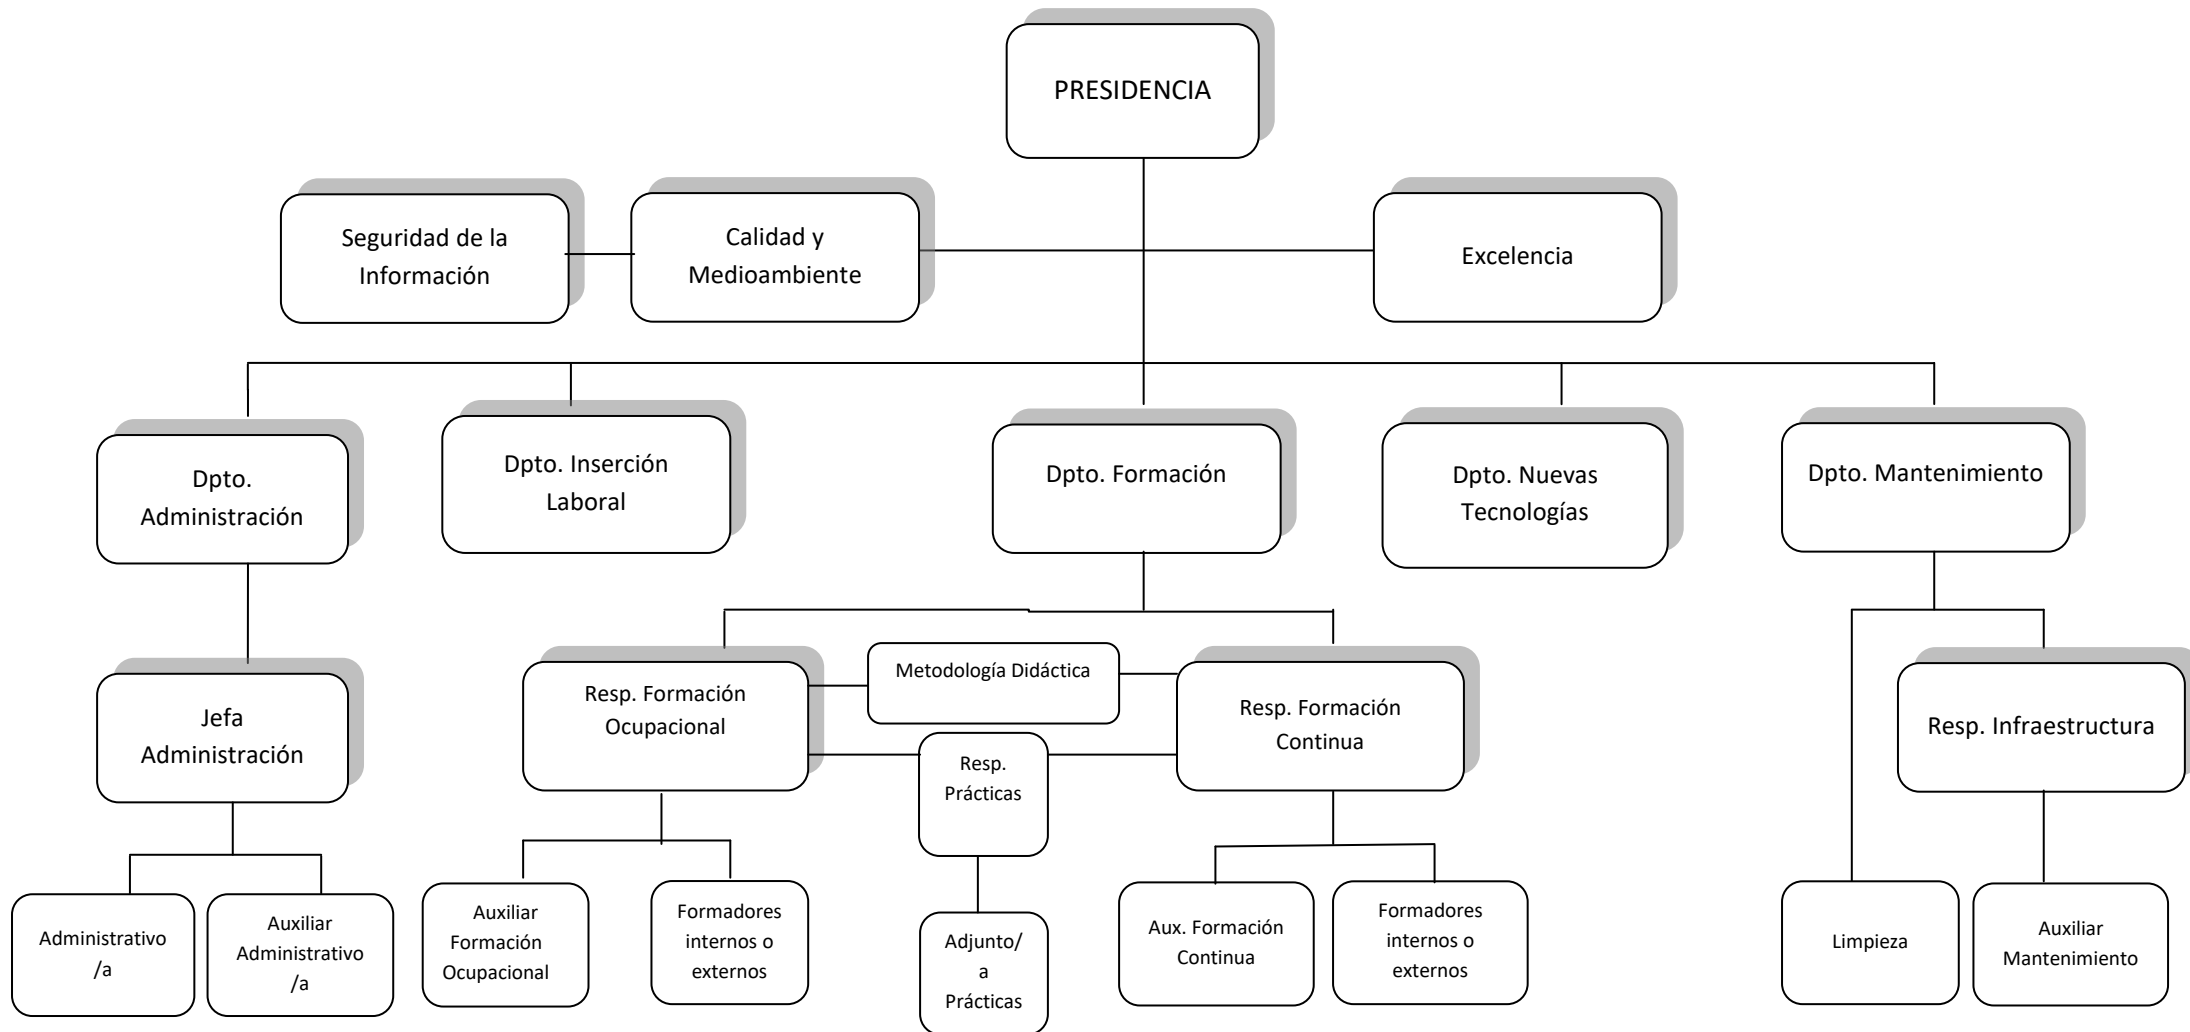 PRESIDENCIA
Seguridad de la
Información
Calidad y
Medioambiente
Excelencia
Dpto.
Administración
Dpto. Inserción
Laboral
Dpto. Formación
Dpto. Nuevas
Tecnologías
Dpto. Mantenimiento
Jefa
Administración
Resp. Formación
Ocupacional
Metodología Didáctica
Resp. Formación
Continua
Resp.
Prácticas
Resp. Infraestructura
Administrativo
/a
Auxiliar
Administrativo
/a
Auxiliar
Formación
Ocupacional
Formadores
internos o
externos
Adjunto/
a
Prácticas
Aux. Formación
Continua
Formadores
internos o
externos
Limpieza
Auxiliar
Mantenimiento